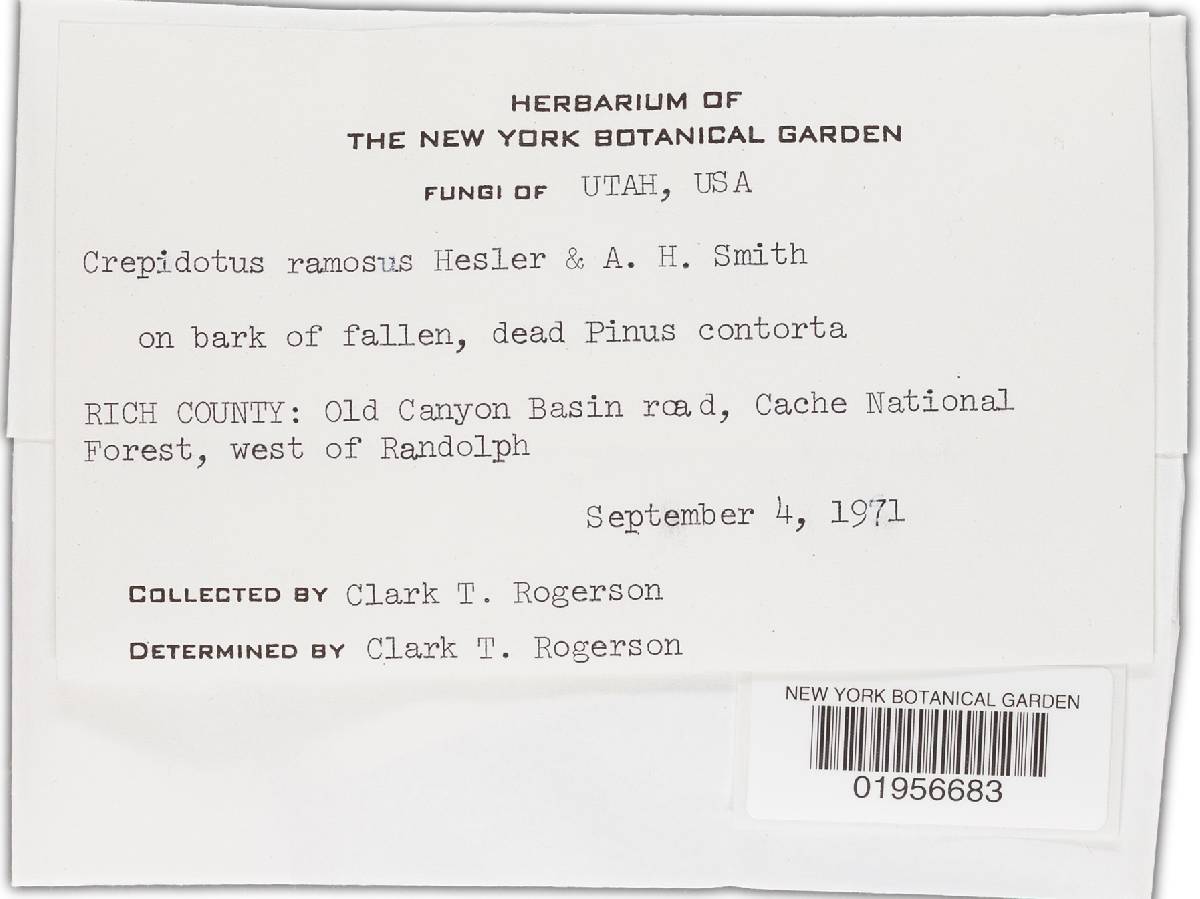 HERBARIUM OF
THE NEW YORK BOTANICAL GARDEN
FUNGI OF UTAH, USA
Crepidotus ramosus Hesler & A. H. Smith
on bark of fallen, dead Pinus contorta
RICH COUNTY: Old Canyon Basin road, Cache National
Forest, west of Randolph
September 4, 1971
COLLECTED BY Clark T. Rogerson
DETERMINED BY Clark T. Rogerson
NEW YORK BOTANICAL GARDEN
01956683